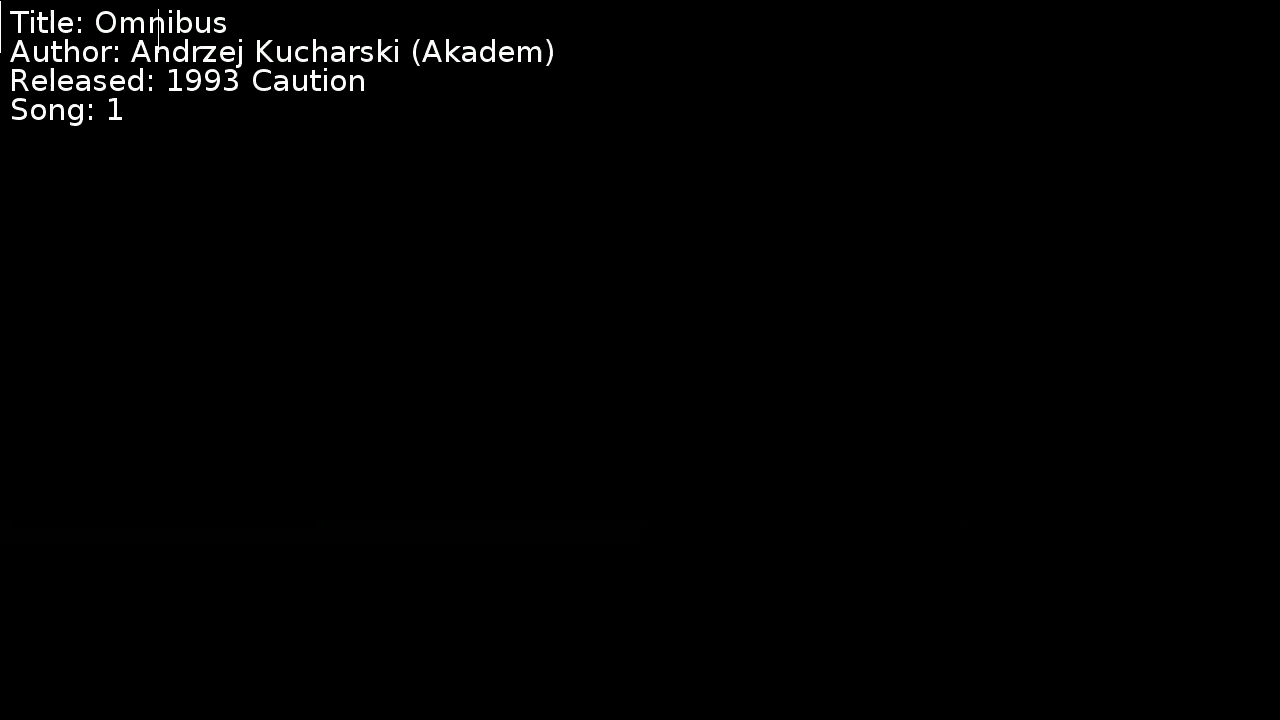 Title: Omnibus
Author: Andrzej Kucharski (Akadem)
Released: 1993 Caution
Song: 1